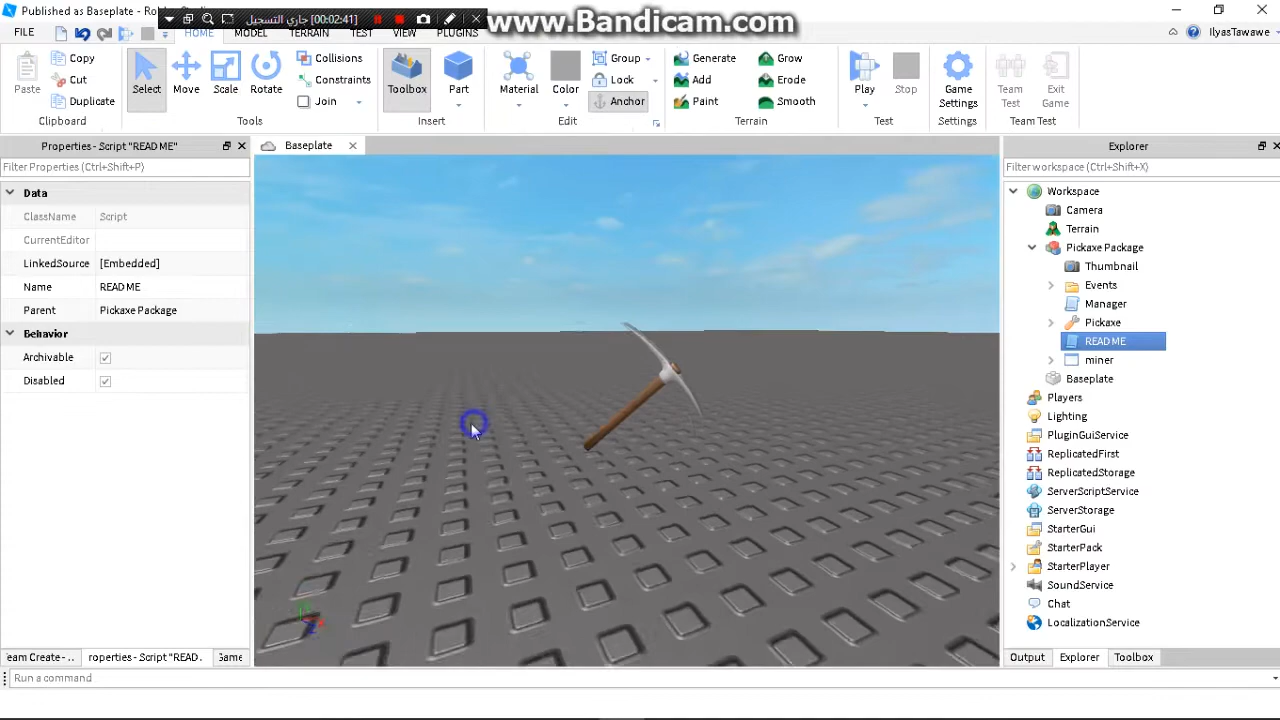 Published as Baseplate - Ro
جاري التسجيل [00:02:41]
www.Bandicam.com
FILE HOME MODEL TERRAIN TEST VIEW PLUGINS IlyasTawawe
Paste Copy Cut Duplicate Select Move Scale Rotate Collisions Constraints Join Toolbox Part Material Color Group Lock Anchor Generate Add Paint Grow Erode Smooth Play Stop Game Settings Team Test Exit Game
Clipboard Tools Insert Edit Terrain Test Settings Team Test
Properties - Script "README"
Filter Properties (Ctrl+Shift+P)
Data
ClassName Script
CurrentEditor
LinkedSource [Embedded]
Name README
Parent Pickaxe Package
Behavior
Archivable
Disabled
Baseplate
Explorer
Filter workspace (Ctrl+Shift+X)
Workspace
Camera
Terrain
Pickaxe Package
Thumbnail
Events
Manager
Pickaxe
README
miner
Baseplate
Players
Lighting
PluginGuiService
ReplicatedFirst
ReplicatedStorage
ServerScriptService
ServerStorage
StarterGui
StarterPack
StarterPlayer
SoundService
Chat
LocalizationService
eam Create-... roperties - Script "READ... Game
Output Explorer Toolbox
Run a command